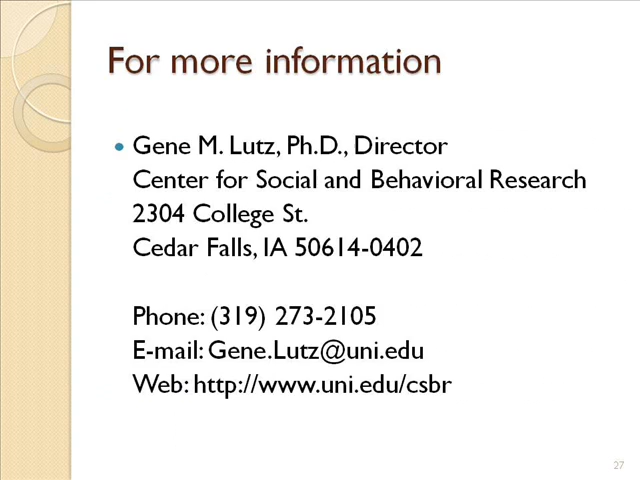 For more information
Gene M. Lutz, Ph.D., Director
Center for Social and Behavioral Research
2304 College St.
Cedar Falls, IA 50614-0402
Phone: (319) 273-2105
E-mail: Gene.Lutz@uni.edu
Web: http://www.uni.edu/csbr
27